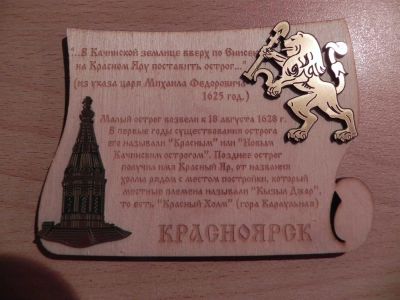 "...В Качинской землице вверх по Енисею
на Красном Яру поставить острог..."
(из указа царя Михаила Федоровича
1625 год.)
Малый острог возвели к 18 августа 1628 г.
В первые годы существования острога
его называли "Красным" или "Новым
Качинским острогом". Позднее острог
получил имя Красный Яр, от названия
холма рядом с местом постройки, который
местные племена называли "Кызыл Джар",
то есть "Красный Холм" (гора Караульная)
КРАСНОЯРСК